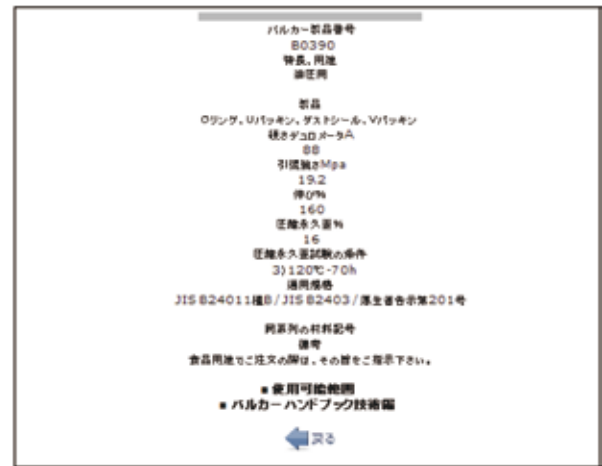 バルカー製品番号
B0390
特長、用途
油圧用
製品
Oリング、Uパッキン、ダストシール、Vパッキン
硬さデュロメータA
88
引張強さMpa
19.2
伸び%
160
圧縮永久歪%
16
圧縮永久歪試験の条件
3)120℃-70h
適用規格
JIS B24011種B/JIS B2403/厚生省告示第201号
同系列の材料記号
備考
食品用途でご注文の際は、その旨をご指示下さい。
■ 使用可能範囲
■ バルカーハンドブック技術編
戻る